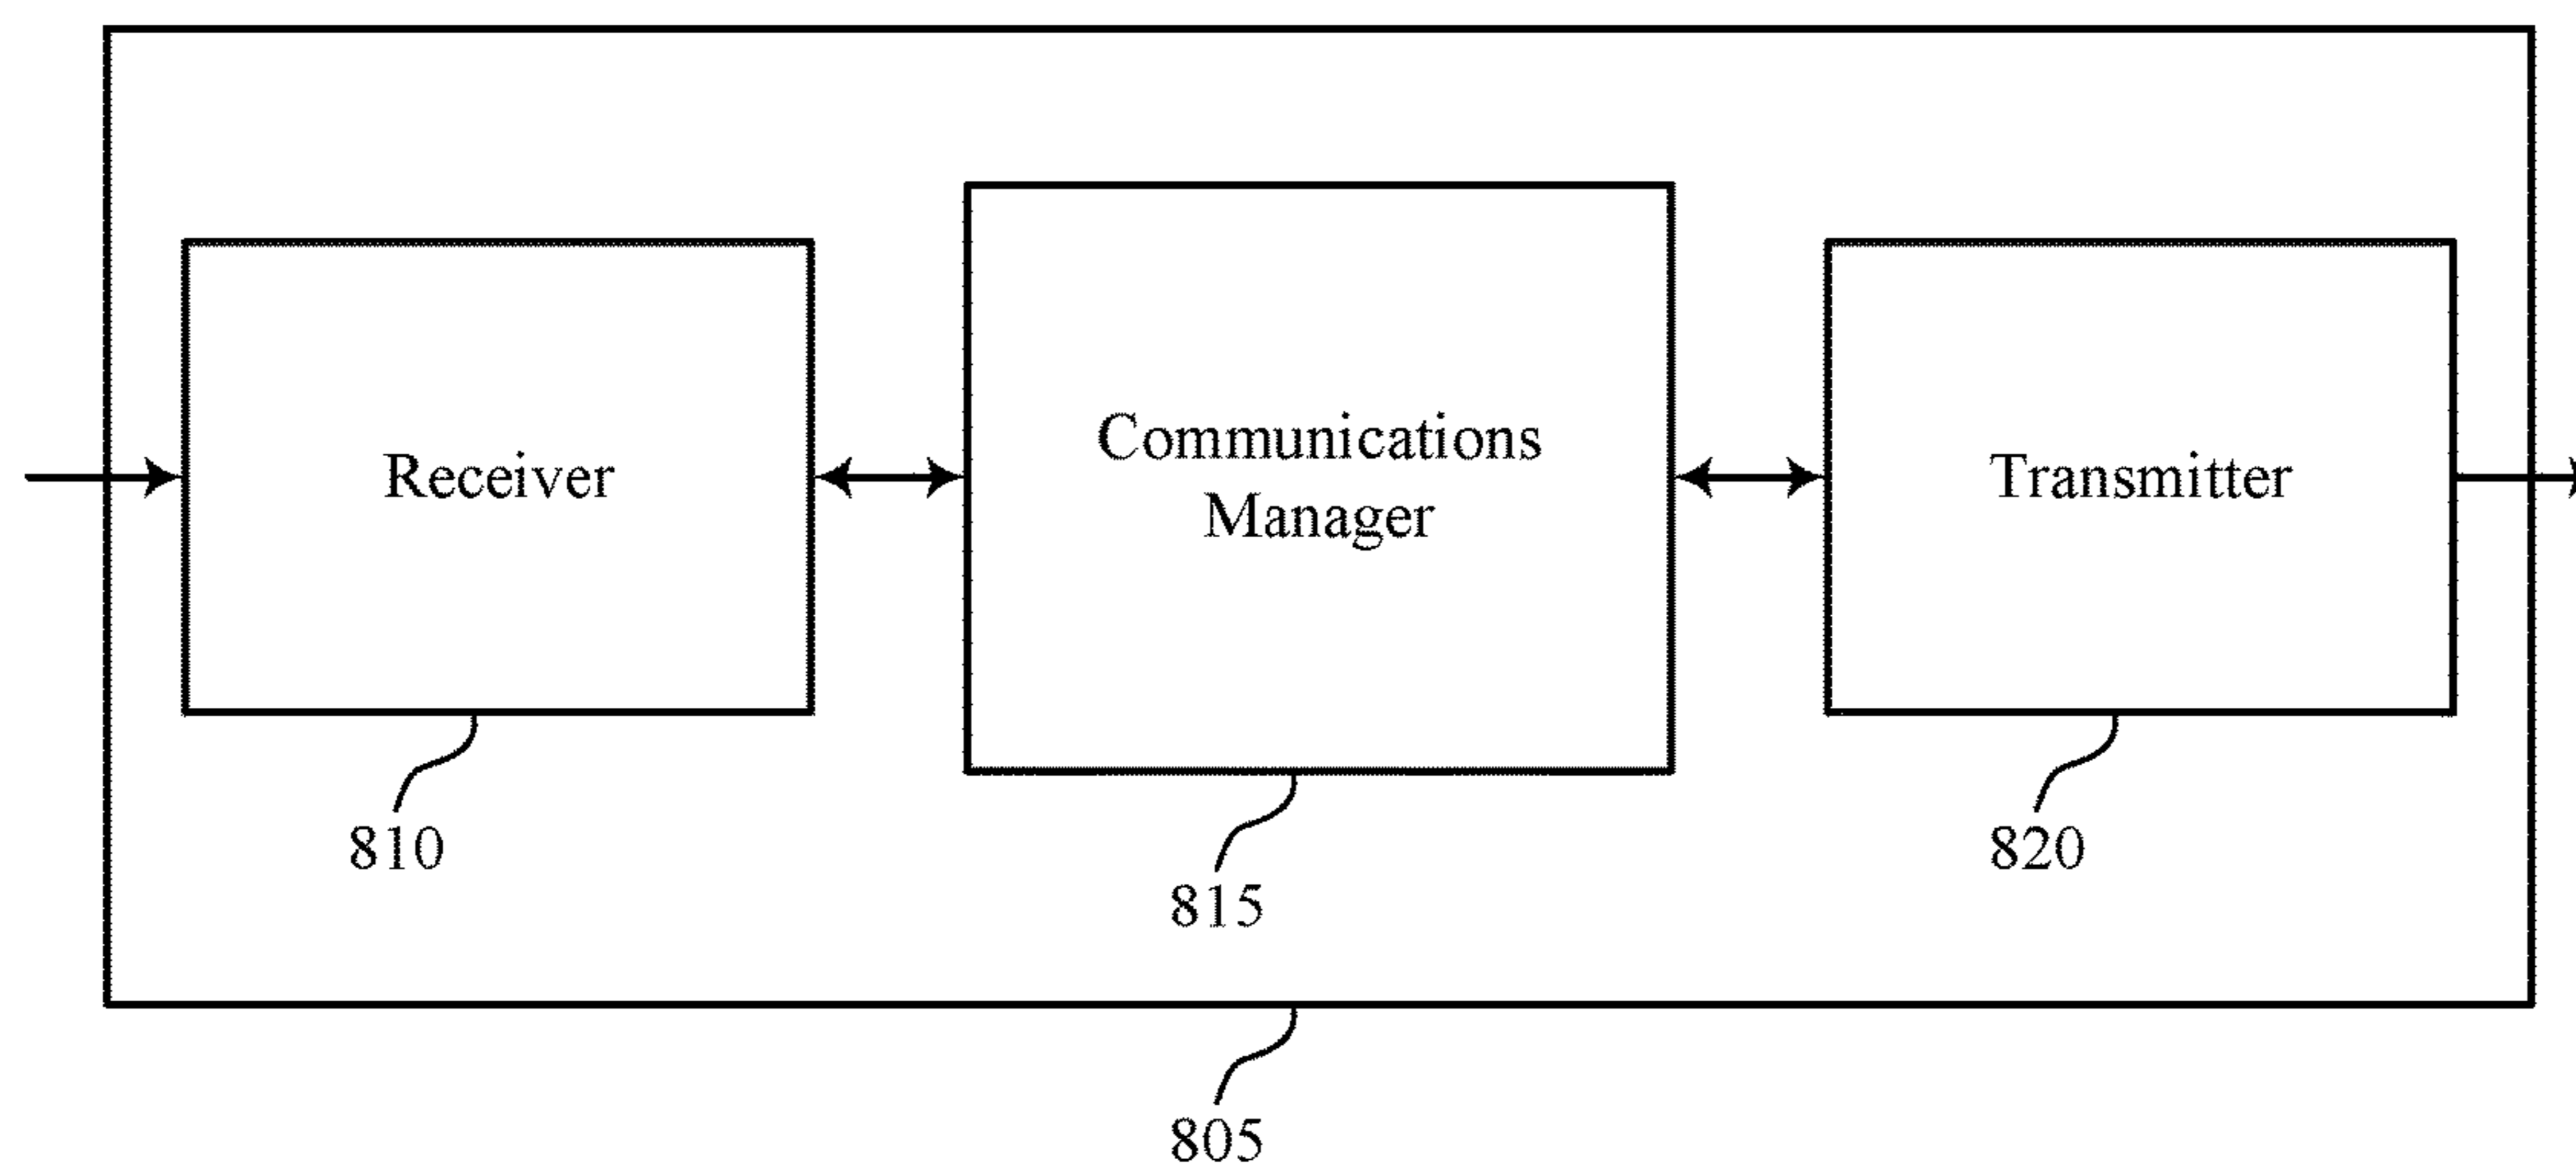 Receiver
Communications
Manager
Transmitter
810
815
820
805